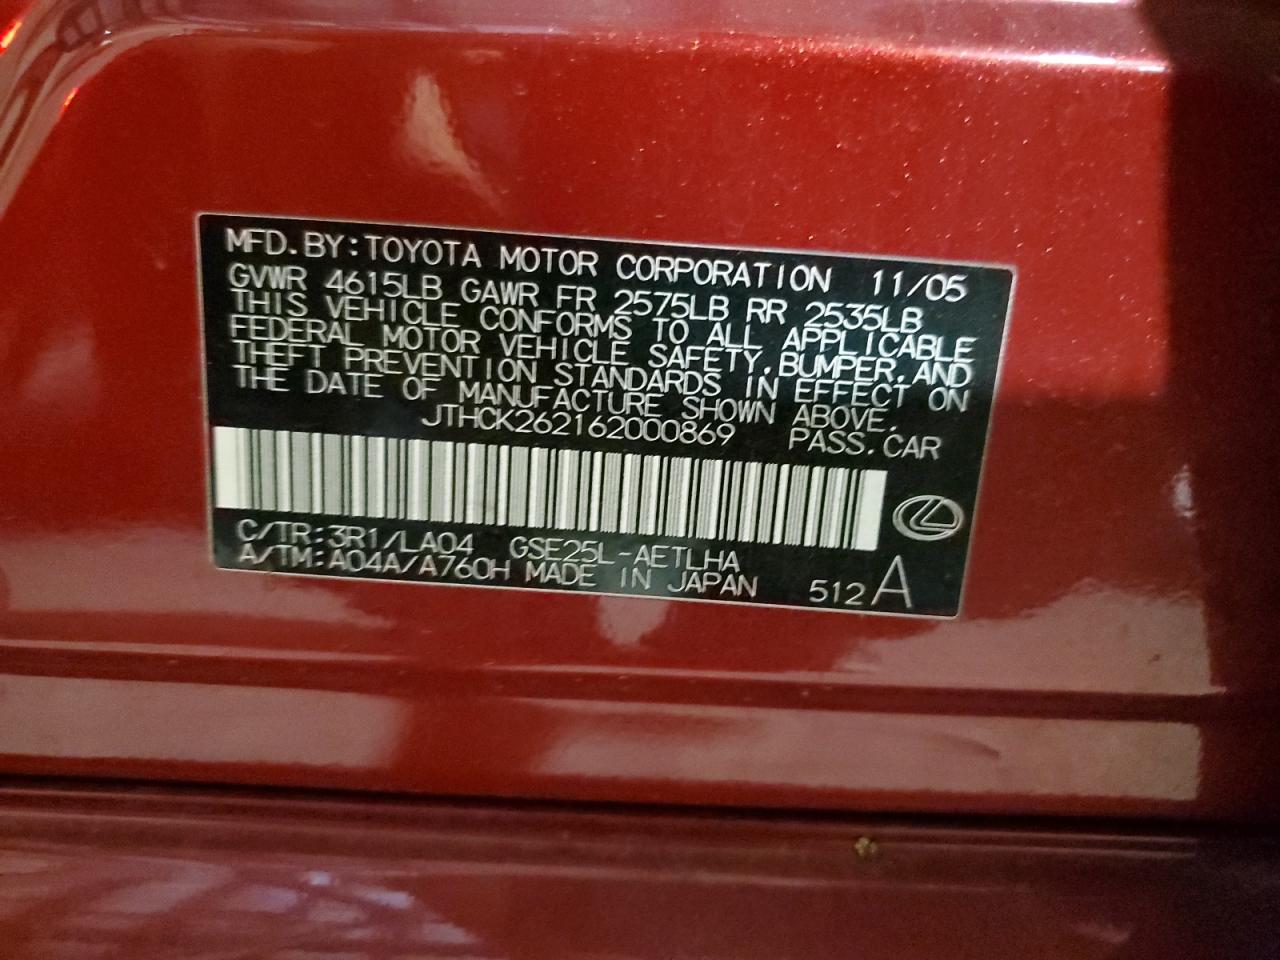 MFD.BY:TOYOTA MOTOR CORPORATION 11/05
GVWR 4615LB GAWR FR 2575LB RR 2535LB
THIS VEHICLE CONFORMS TO ALL APPLICABLE
FEDERAL MOTOR VEHICLE SAFETY,BUMPER,AND
THEFT PREVENTION STANDARDS IN EFFECT ON
THE DATE OF MANUFACTURE SHOWN ABOVE.
JTHCK262162000869 PASS.CAR
C/TR:3R1/LA04 GSE25L-AETLHA
A/TM:A04A/A760H MADE IN JAPAN 512A